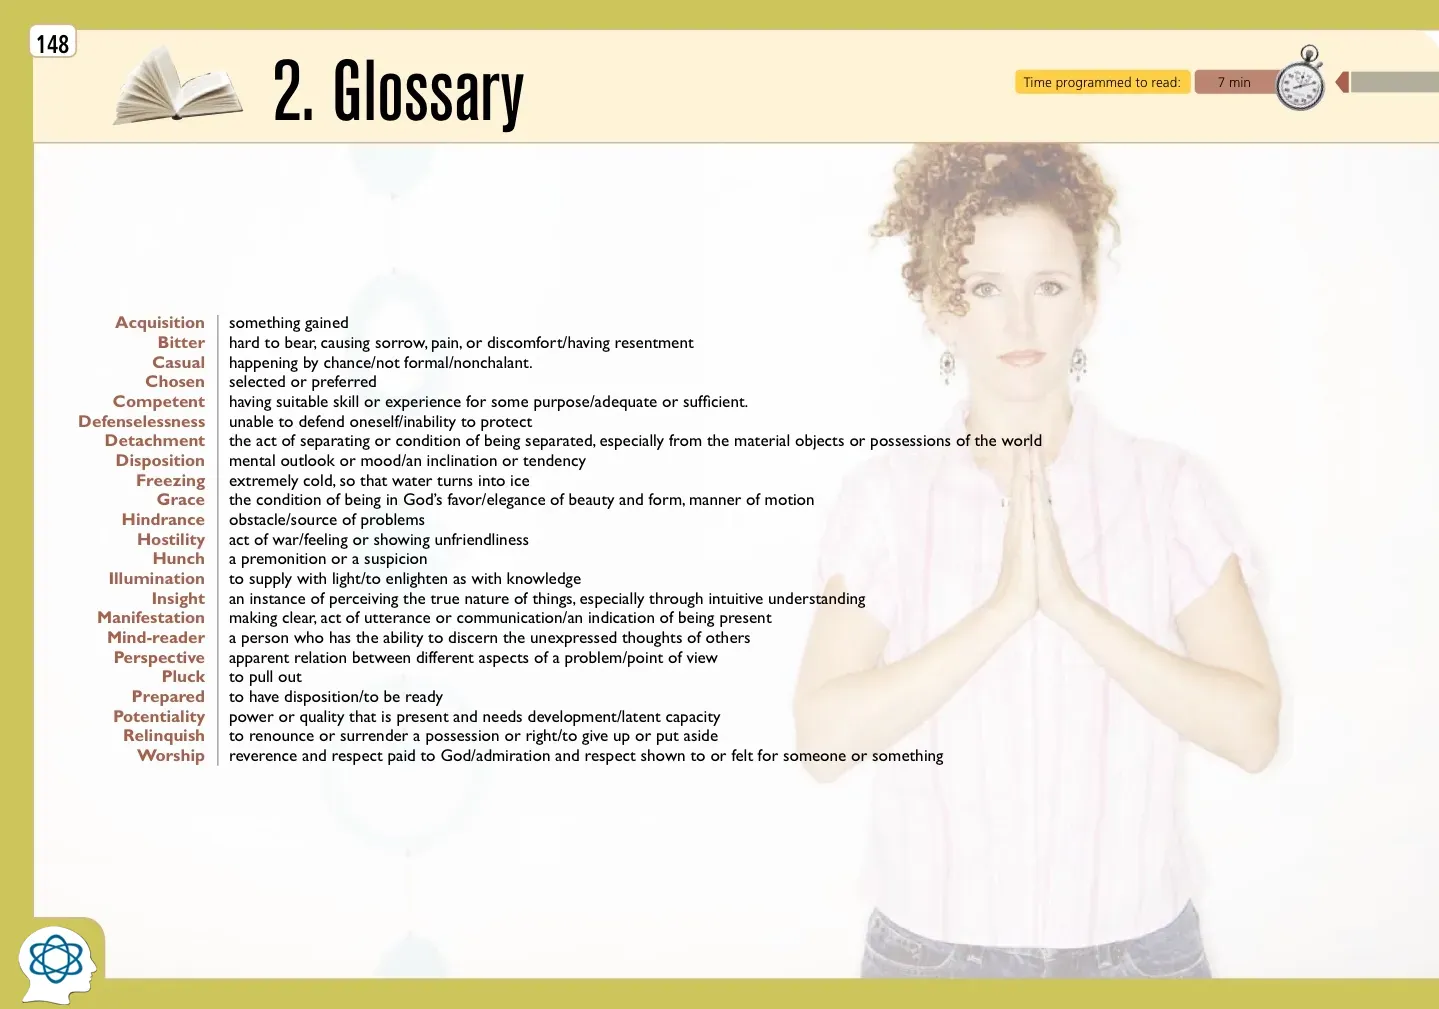 148
2. Glossary
Time programmed to read: 7 min
Acquisition something gained
Bitter hard to bear, causing sorrow, pain, or discomfort/having resentment
Casual happening by chance/not formal/nonchalant.
Chosen selected or preferred
Competent having suitable skill or experience for some purpose/adequate or sufficient.
Defenselessness unable to defend oneself/inability to protect
Detachment the act of separating or condition of being separated, especially from the material objects or possessions of the world
Disposition mental outlook or mood/an inclination or tendency
Freezing extremely cold, so that water turns into ice
Grace the condition of being in God's favor/elegance of beauty and form, manner of motion
Hindrance obstacle/source of problems
Hostility act of war/feeling or showing unfriendliness
Hunch a premonition or a suspicion
Illumination to supply with light/to enlighten as with knowledge
Insight an instance of perceiving the true nature of things, especially through intuitive understanding
Manifestation making clear, act of utterance or communication/an indication of being present
Mind-reader a person who has the ability to discern the unexpressed thoughts of others
Perspective apparent relation between different aspects of a problem/point of view
Pluck to pull out
Prepared to have disposition/to be ready
Potentiality power or quality that is present and needs development/latent capacity
Relinquish to renounce or surrender a possession or right/to give up or put aside
Worship reverence and respect paid to God/admiration and respect shown to or felt for someone or something